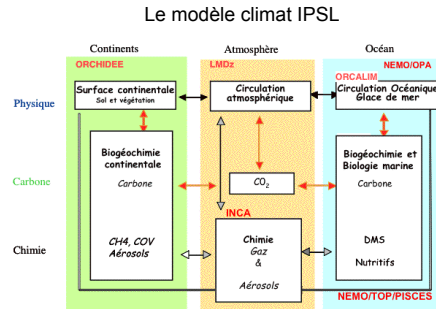 Le modèle climat IPSL
Continents
Atmosphère
Océan
ORCHIDEE
LMDz
NEMO/OPA
ORCALIM
Physique
Surface continentale
Sol et végétation
Circulation
atmosphérique
Circulation Océanique
Glace de mer
Carbone
Biogéochimie
continentale
Carbone
CH4, COV
Aérosols
CO2
Biogéochimie et
Biologie marine
Carbone
DMS
Nutritifs
Chimie
INCA
Chimie
Gaz
&
Aérosols
NEMO/TOP/PISCES